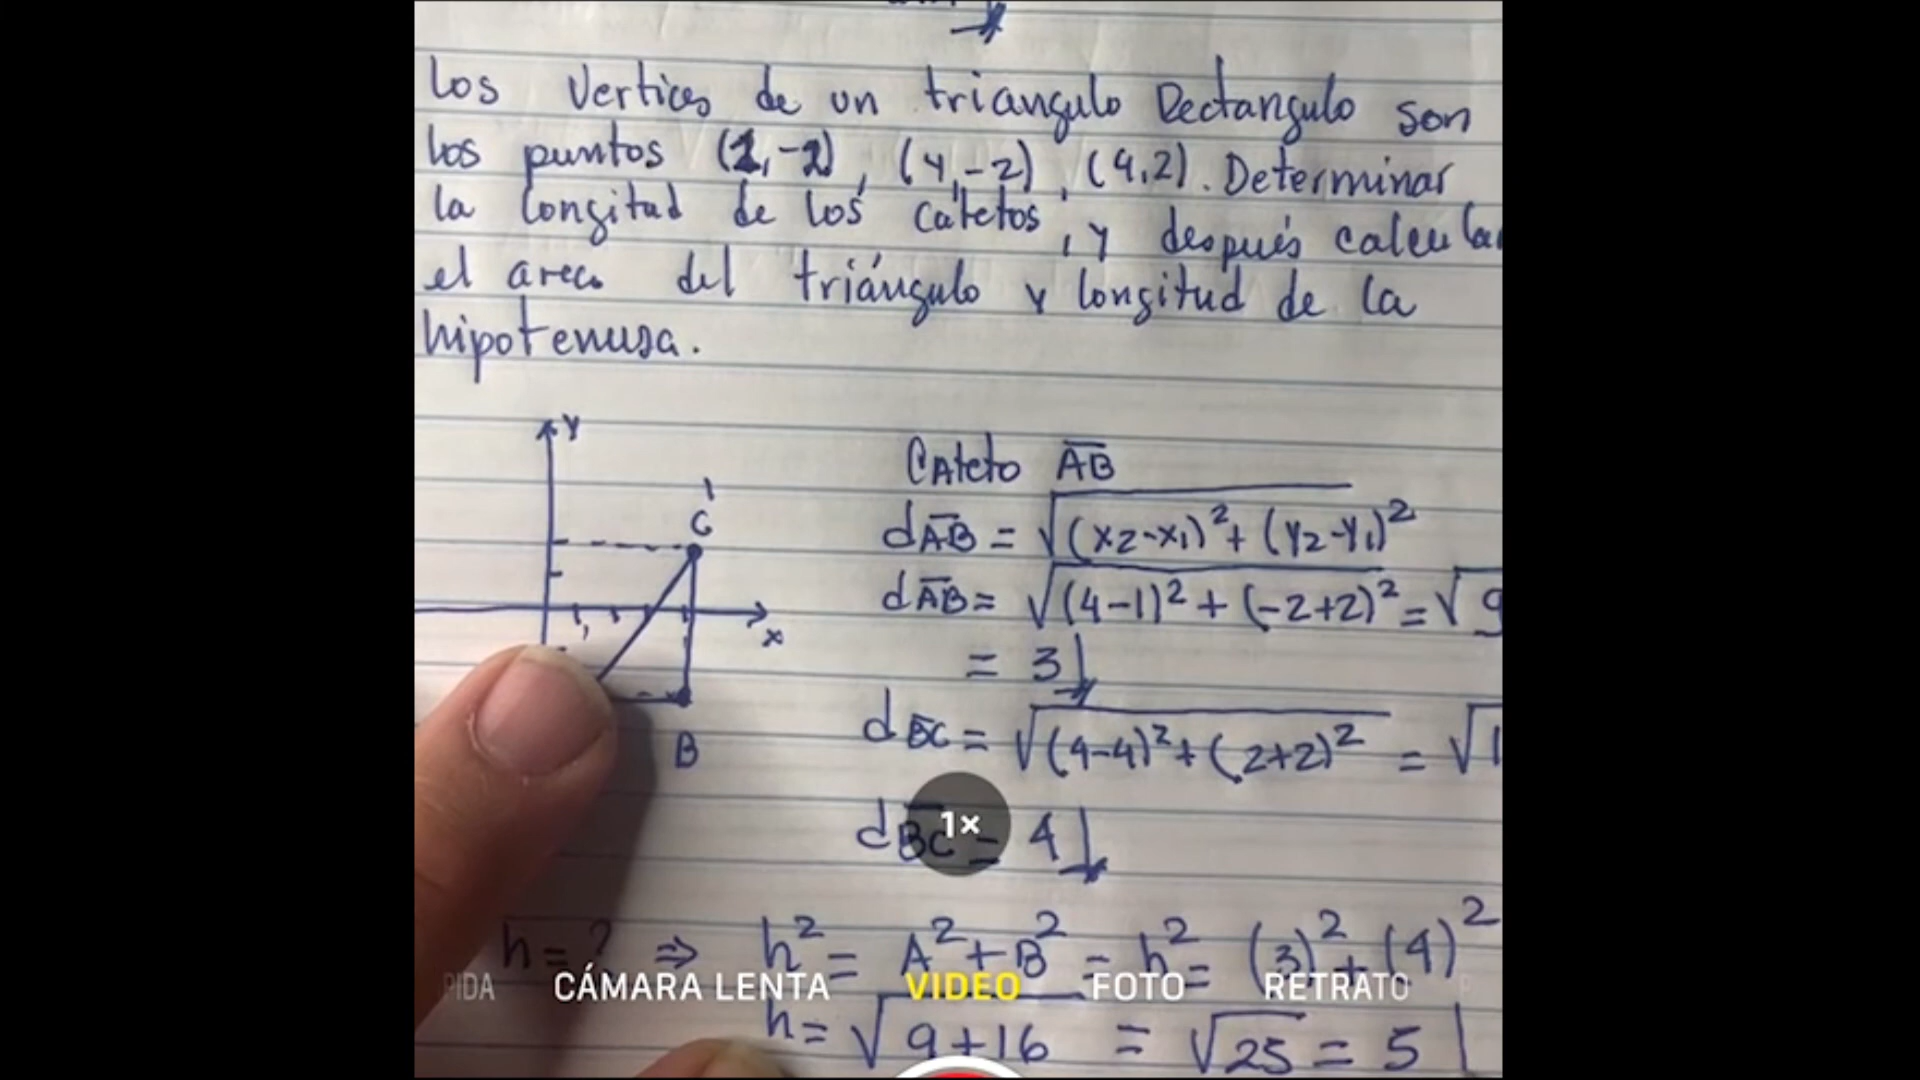 Los Vertices de un triangulo Rectangulo son
los puntos (1,-2), (4,-2), (4,2). Determinar
la longitud de los catetos, y después calcular
el area del triángulo y longitud de la
hipotenusa.
Y
C
x
B
CAteto AB
dAB = √(x2-x1)²+(y2-y1)²
dAB = √(4-1)²+(-2+2)² = √9
= 3
dBC = √(4-4)²+(2+2)² = √1
dBC = 4
1×
h=? ⇒ h² = A²+B² = h² = (3)²+(4)²
PIDA CÁMARA LENTA VIDEO FOTO RETRATO
h = √9+16 = √25 = 5